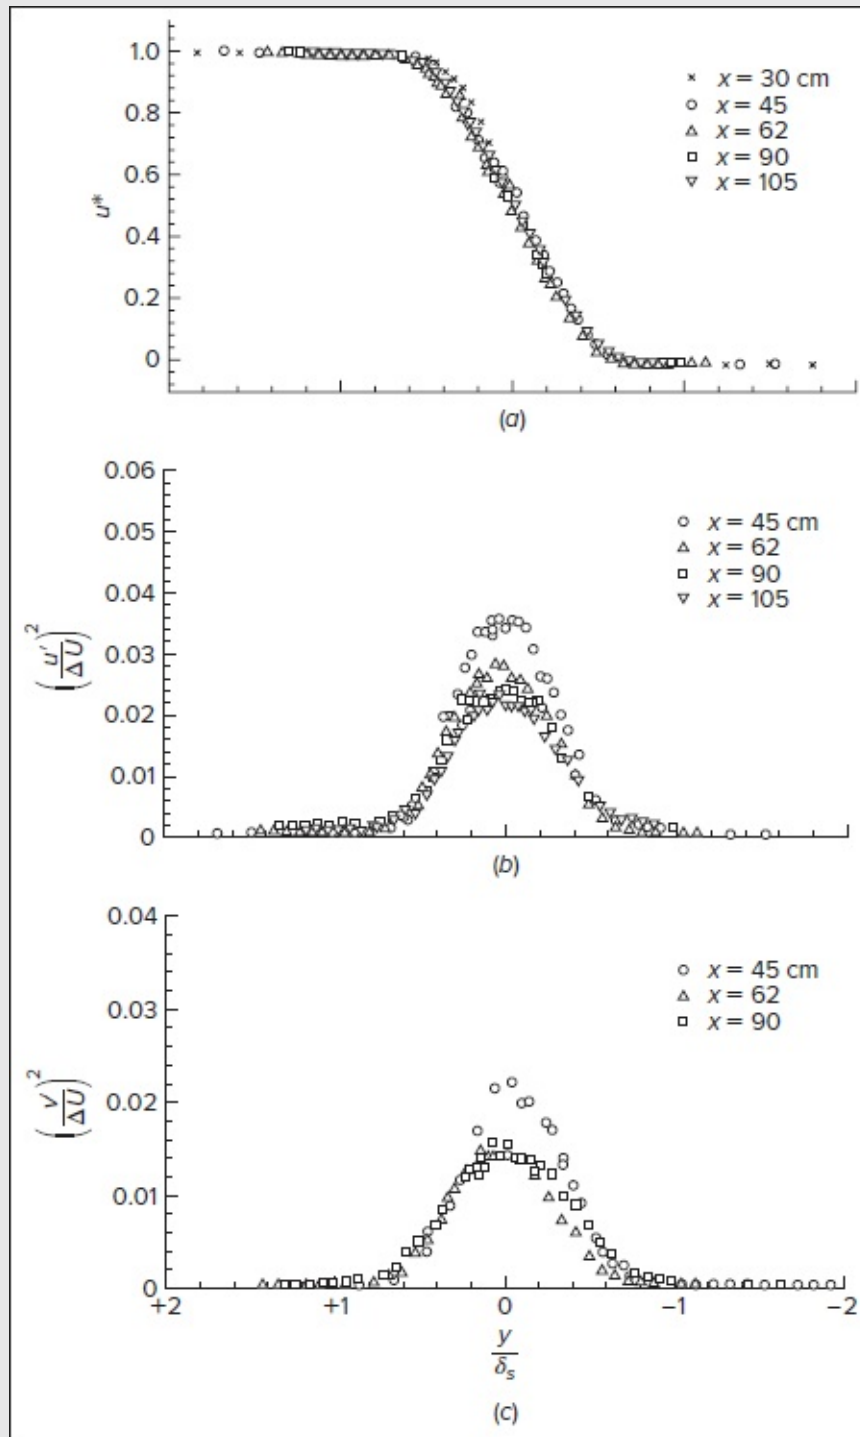 1.0
0.8
0.6
0.4
0.2
0
u*
× x = 30 cm
○ x = 45
△ x = 62
□ x = 90
▽ x = 105
(a)
0.06
0.05
0.04
0.03
0.02
0.01
0
(u'/ΔU)²
○ x = 45 cm
△ x = 62
□ x = 90
▽ x = 105
(b)
0.04
0.03
0.02
0.01
0
(v'/ΔU)²
○ x = 45 cm
△ x = 62
□ x = 90
+2 +1 0 -1 -2
y/δs
(c)